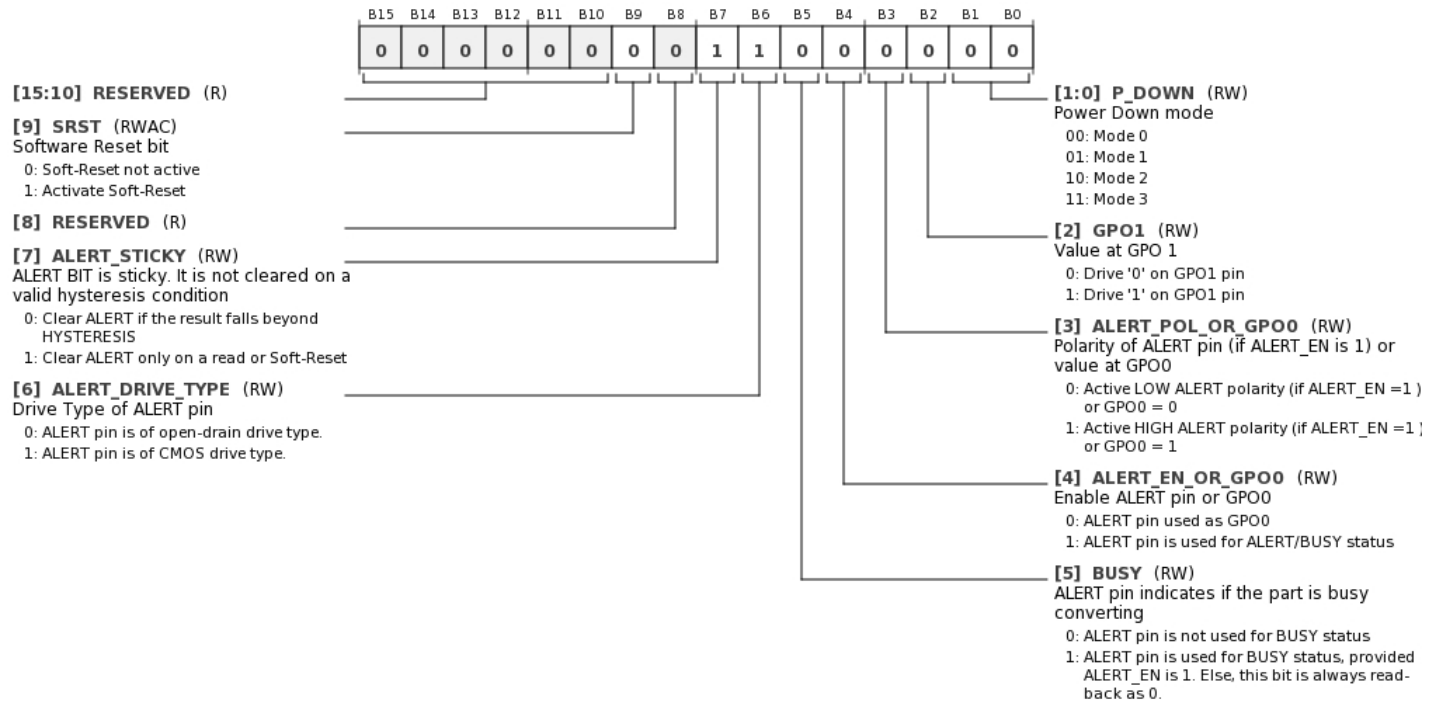 B15 B14 B13 B12 B11 B10 B9 B8 B7 B6 B5 B4 B3 B2 B1 B0
0 0 0 0 0 0 0 0 1 1 0 0 0 0 0 0
[15:10] RESERVED (R)
[9] SRST (RWAC)
Software Reset bit
0: Soft-Reset not active
1: Activate Soft-Reset
[8] RESERVED (R)
[7] ALERT_STICKY (RW)
ALERT BIT is sticky. It is not cleared on a
valid hysteresis condition
0: Clear ALERT if the result falls beyond
HYSTERESIS
1: Clear ALERT only on a read or Soft-Reset
[6] ALERT_DRIVE_TYPE (RW)
Drive Type of ALERT pin
0: ALERT pin is of open-drain drive type.
1: ALERT pin is of CMOS drive type.
[1:0] P_DOWN (RW)
Power Down mode
00: Mode 0
01: Mode 1
10: Mode 2
11: Mode 3
[2] GPO1 (RW)
Value at GPO 1
0: Drive '0' on GPO1 pin
1: Drive '1' on GPO1 pin
[3] ALERT_POL_OR_GPO0 (RW)
Polarity of ALERT pin (if ALERT_EN is 1) or
value at GPO0
0: Active LOW ALERT polarity (if ALERT_EN =1 )
or GPO0 = 0
1: Active HIGH ALERT polarity (if ALERT_EN =1 )
or GPO0 = 1
[4] ALERT_EN_OR_GPO0 (RW)
Enable ALERT pin or GPO0
0: ALERT pin used as GPO0
1: ALERT pin is used for ALERT/BUSY status
[5] BUSY (RW)
ALERT pin indicates if the part is busy
converting
0: ALERT pin is not used for BUSY status
1: ALERT pin is used for BUSY status, provided
ALERT_EN is 1. Else, this bit is always read-
back as 0.